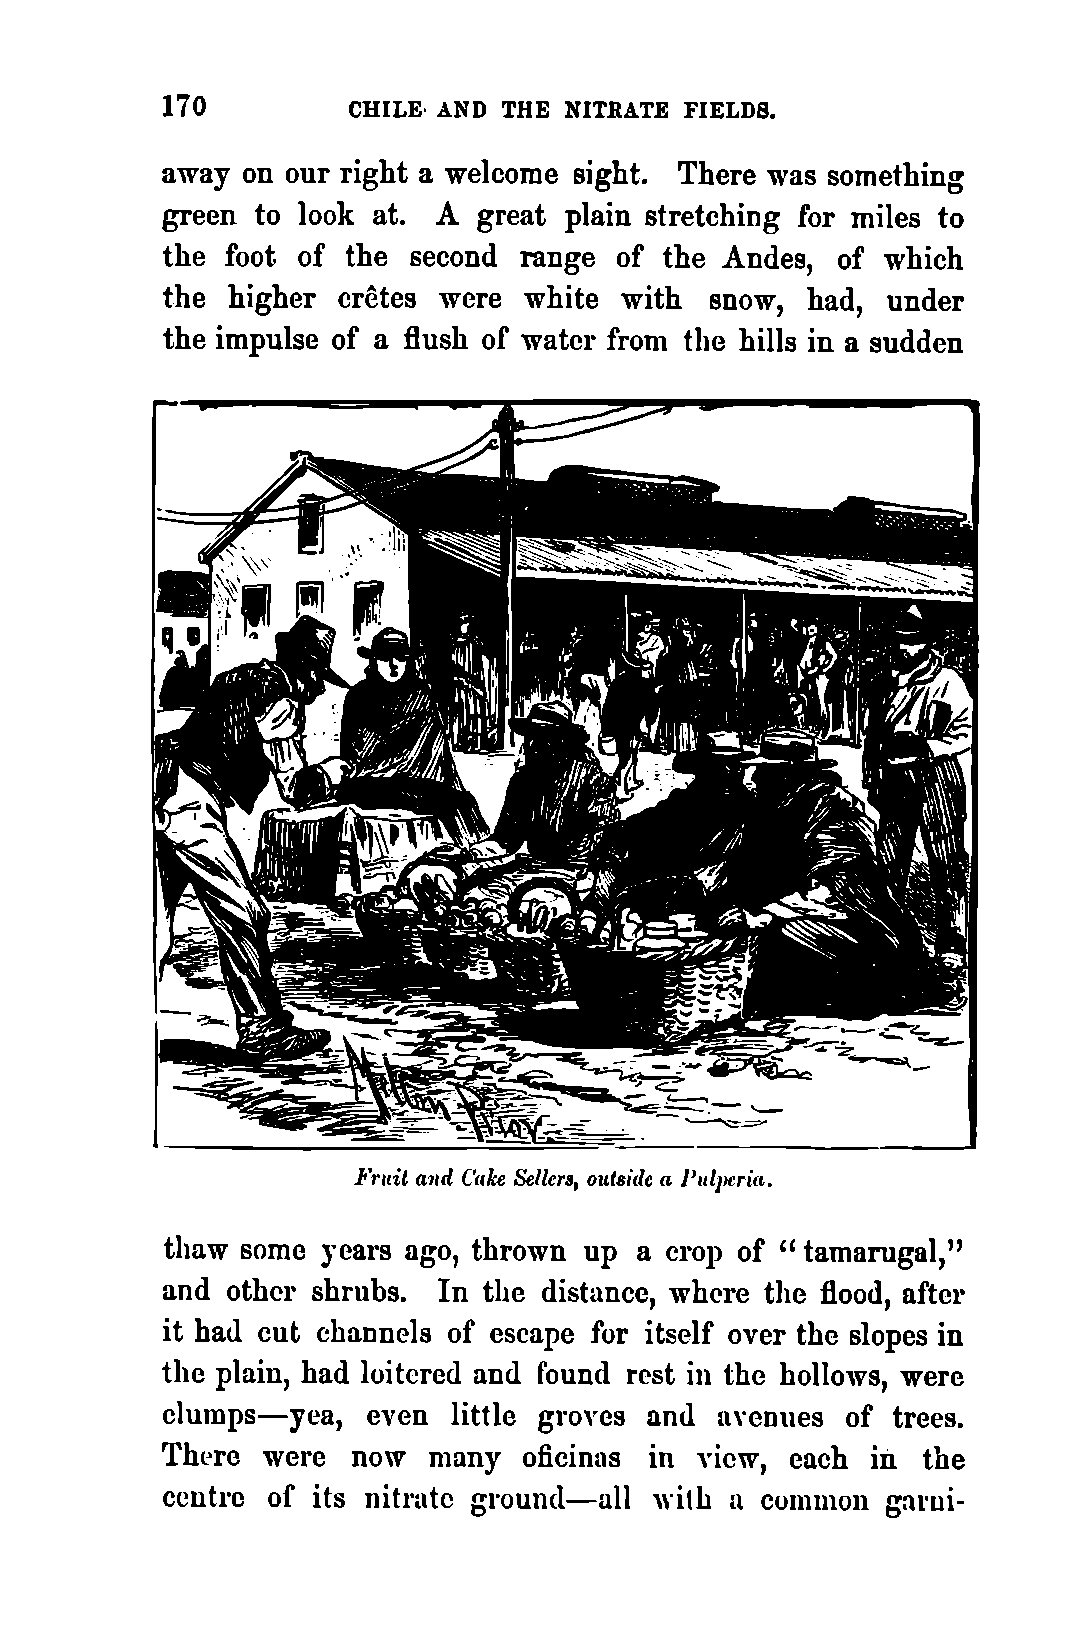 170 CHILE AND THE NITRATE FIELDS.
away on our right a welcome sight. There was something
green to look at. A great plain stretching for miles to
the foot of the second range of the Andes, of which
the higher crêtes were white with snow, had, under
the impulse of a flush of water from the hills in a sudden
Melton Prior
Fruit and Cake Sellers, outside a Pulperia.
thaw some years ago, thrown up a crop of “tamarugal,”
and other shrubs. In the distance, where the flood, after
it had cut channels of escape for itself over the slopes in
the plain, had loitered and found rest in the hollows, were
clumps—yea, even little groves and avenues of trees.
There were now many oficinas in view, each in the
centre of its nitrate ground—all with a common garni-